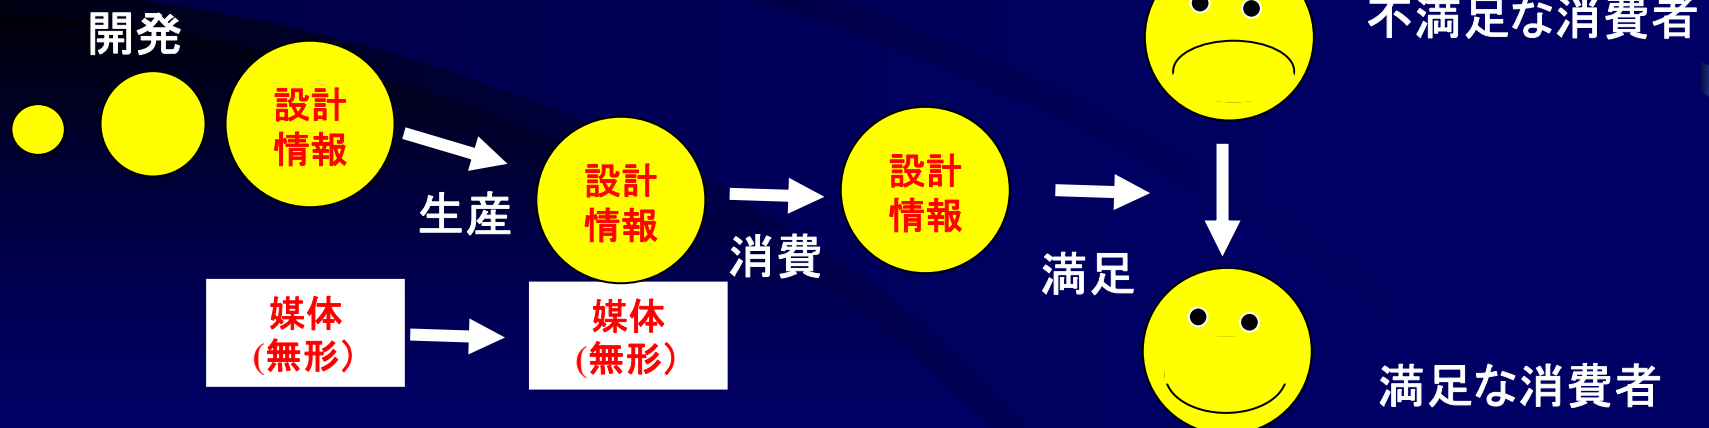 開発
不満足な消費者
設計
情報
生産
設計
情報
消費
設計
情報
満足
媒体
(無形)
媒体
(無形)
満足な消費者